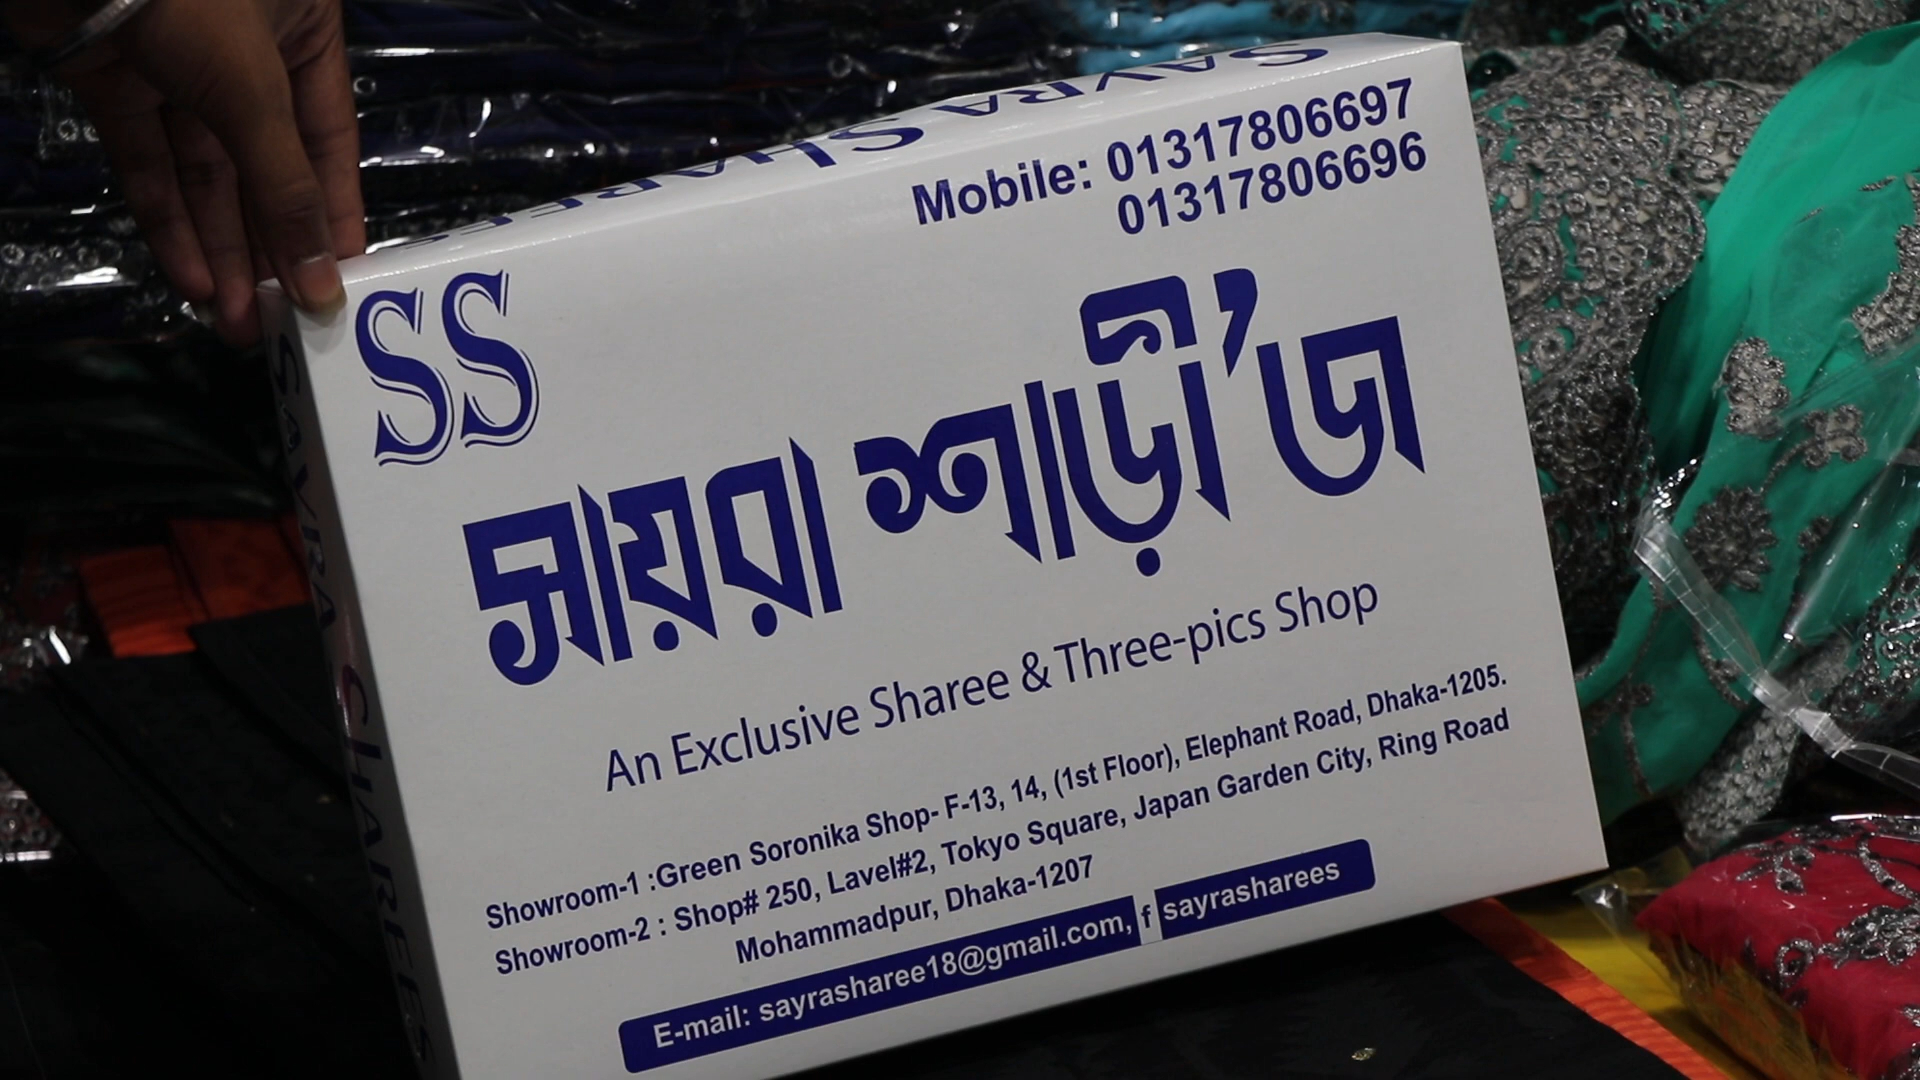 SAYRA SHAREES
Mobile: 01317806697
01317806696
SS
সায়রা শাড়ী’জ
An Exclusive Sharee & Three-pics Shop
Showroom-1 :Green Soronika Shop- F-13, 14, (1st Floor), Elephant Road, Dhaka-1205.
Showroom-2 : Shop# 250, Lavel#2, Tokyo Square, Japan Garden City, Ring Road
Mohammadpur, Dhaka-1207
E-mail: sayrasharee18@gmail.com, f sayrasharees
SAYRA SHAREES